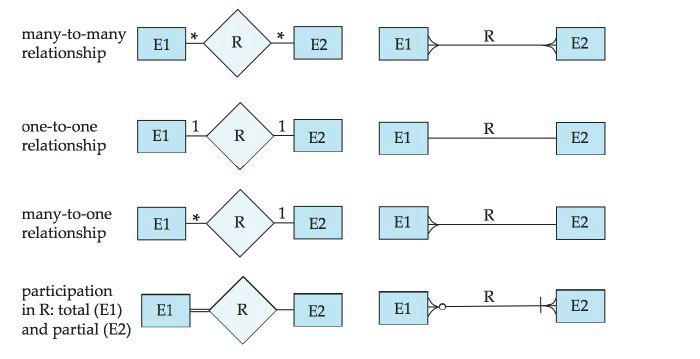 many-to-many
relationship
E1 * R * E2
E1 R E2
one-to-one
relationship
E1 1 R 1 E2
E1 R E2
many-to-one
relationship
E1 * R 1 E2
E1 R E2
participation
in R: total (E1)
and partial (E2)
E1 R E2
E1 R E2